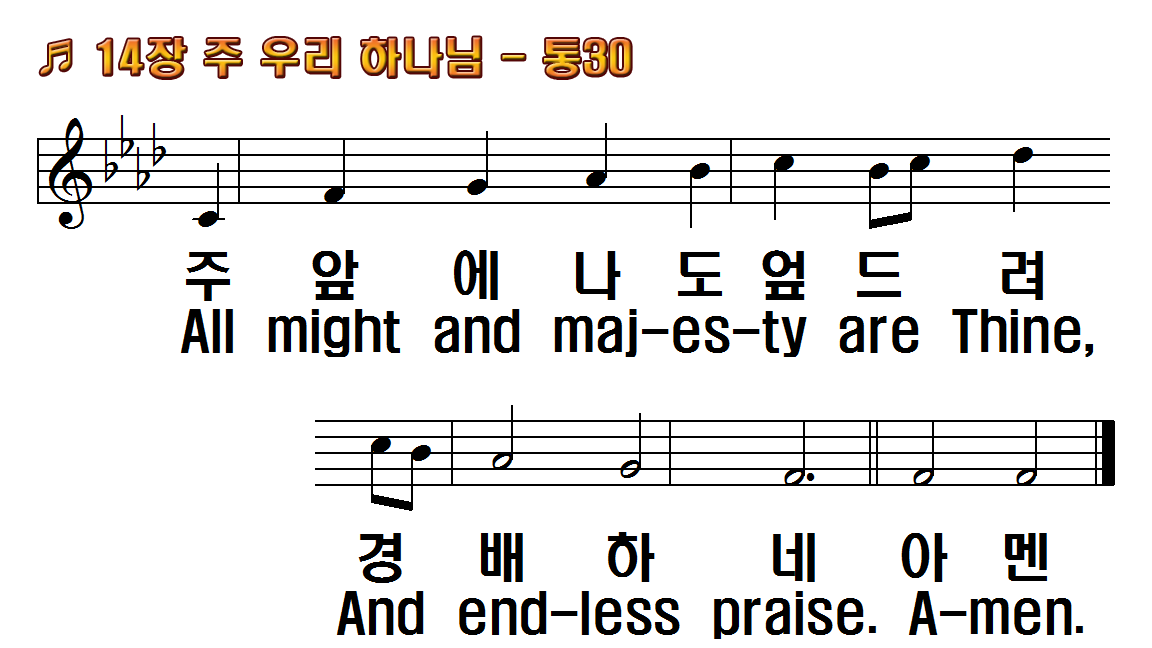 ♬ 14장 주 우리 하나님 - 통30
주 앞 에 나 도 엎 드 려
All might and maj-es-ty are Thine,
경 배 하 네 아 멘
And end-less praise. A-men.